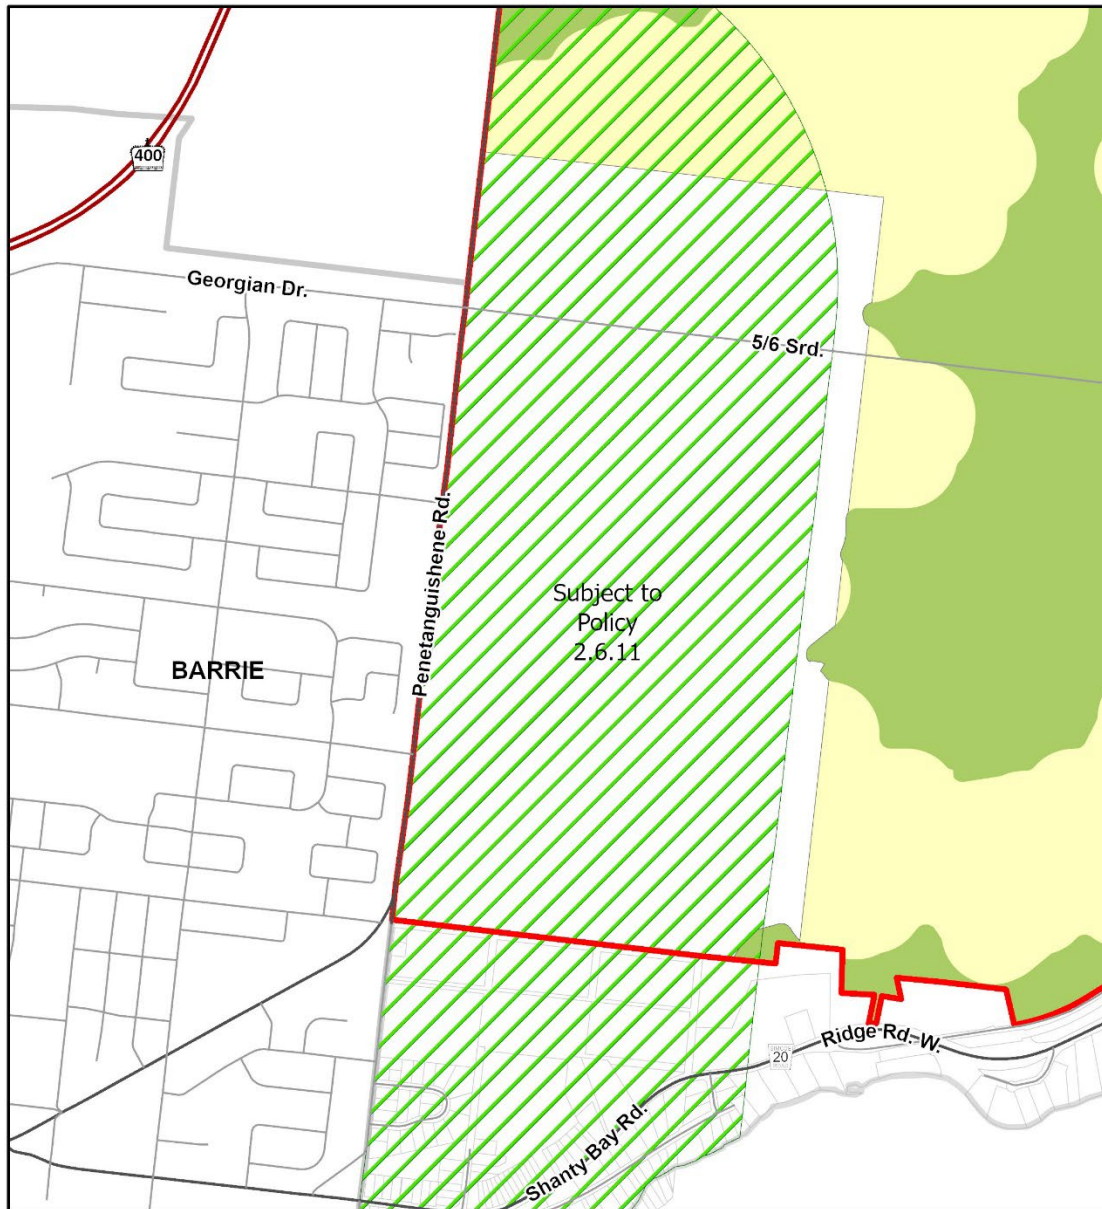 400
Georgian Dr.
5/6 Srd.
Penetanguishene Rd.
Subject to
Policy
2.6.11
BARRIE
Ridge Rd. W.
20
Shanty Bay Rd.